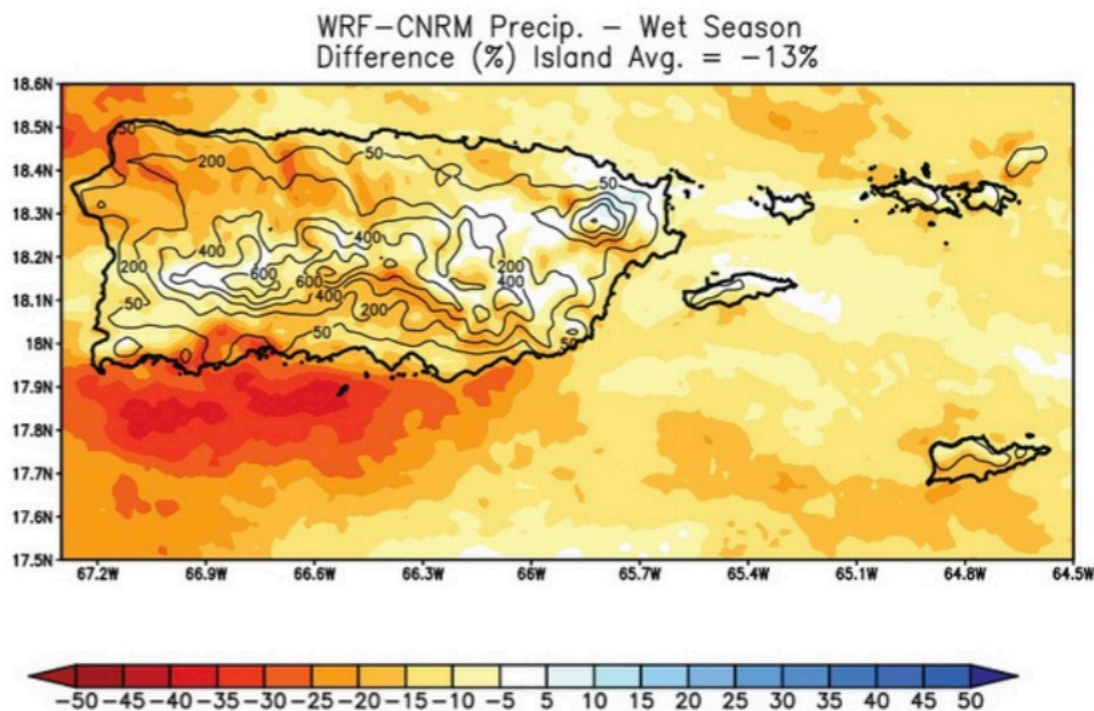 WRF-CNRM Precip. - Wet Season
Difference (%) Island Avg. = -13%
18.6N
18.5N
18.4N
18.3N
18.2N
18.1N
18N
17.9N
17.8N
17.7N
17.6N
17.5N
50
200
50
50
400
400
200
200
600
600
400
400
50
200
50
50
67.2W 66.9W 66.6W 66.3W 66W 65.7W 65.4W 65.1W 64.8W 64.5W
-50 -45 -40 -35 -30 -25 -20 -15 -10 -5 5 10 15 20 25 30 35 40 45 50